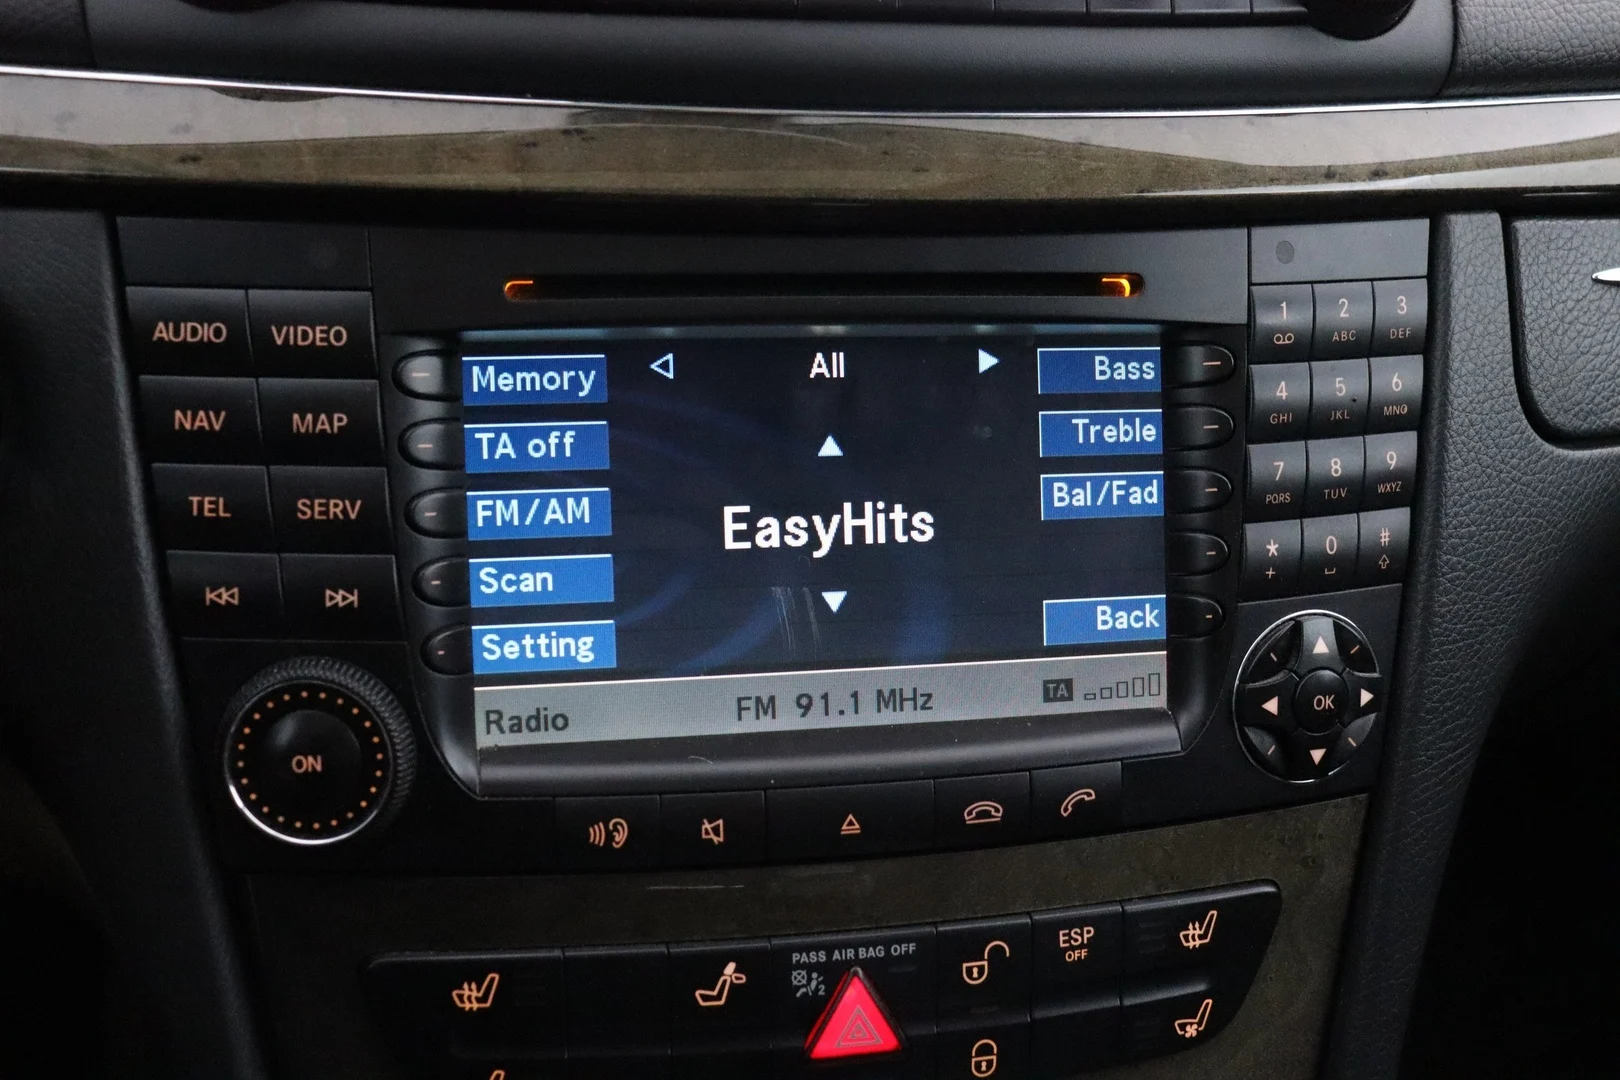 AUDIO
VIDEO
NAV
MAP
TEL
SERV
ON
Memory
TA off
FM/AM
Scan
Setting
All
EasyHits
Bass
Treble
Bal/Fad
Back
Radio
FM 91.1 MHz
TA
1
2 ABC
3 DEF
4 GHI
5 JKL
6 MNO
7 PQRS
8 TUV
9 WXYZ
* +
0
#
OK
PASS AIR BAG OFF
2
ESP
OFF